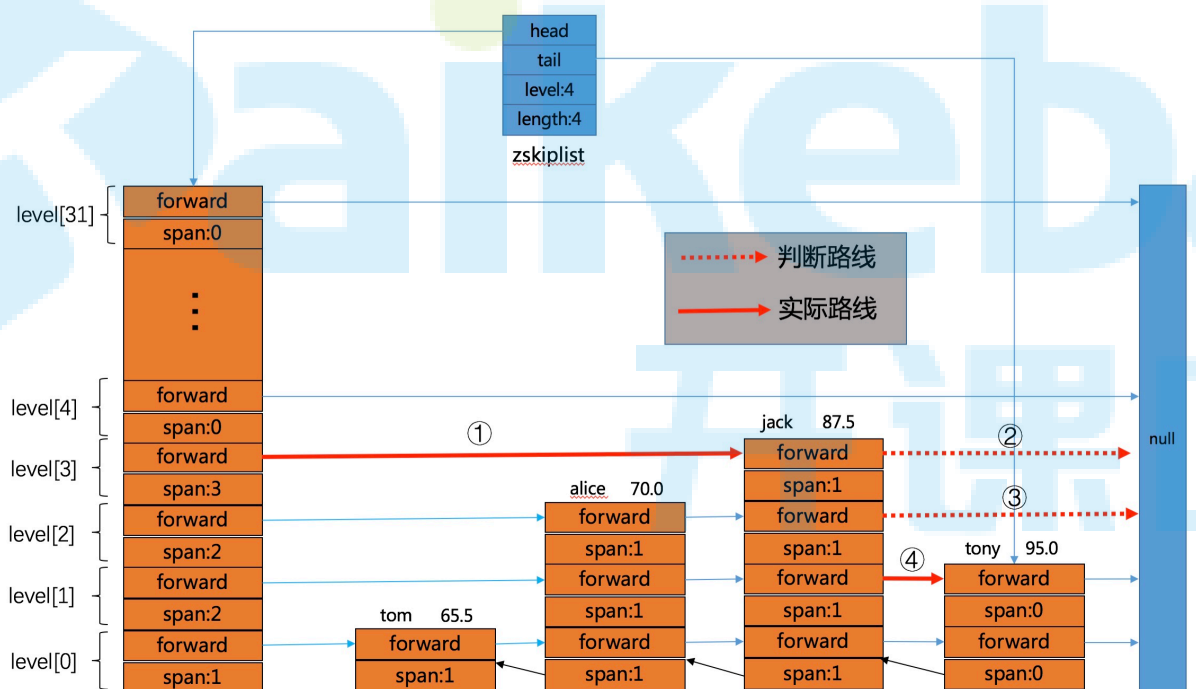 head
tail
level:4
length:4
zskiplist
level[31]
forward
span:0
判断路线
实际路线
level[4]
forward
span:0
level[3]
forward
span:3
①
jack 87.5
forward
span:1
②
null
level[2]
forward
span:2
alice 70.0
forward
span:1
forward
span:1
③
level[1]
forward
span:2
forward
span:1
forward
span:1
④
tony 95.0
forward
span:0
level[0]
forward
span:1
tom 65.5
forward
span:1
forward
span:1
forward
span:1
forward
span:0
aikeb
开课